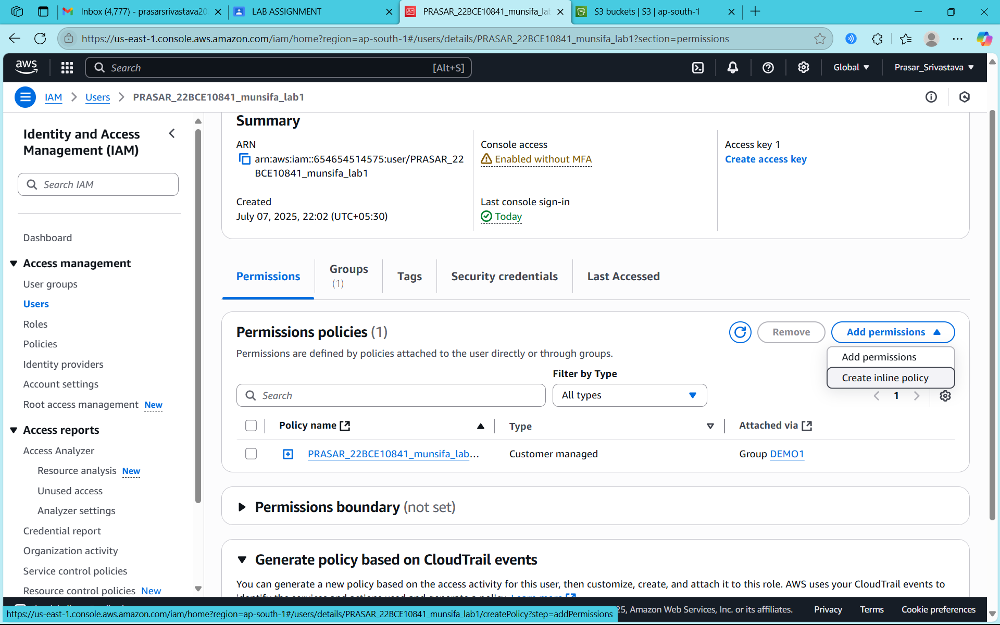 Inbox (4,777) - prasarsrivastava20
LAB ASSIGNMENT
PRASAR_22BCE10841_munsifa_la
S3 buckets | S3 | ap-south-1
https://us-east-1.console.aws.amazon.com/iam/home?region=ap-south-1#/users/details/PRASAR_22BCE10841_munsifa_lab1?section=permissions
aws
Search
[Alt+S]
Global
Prasar_Srivastava
IAM
Users
PRASAR_22BCE10841_munsifa_lab1
Identity and Access
Management (IAM)
Search IAM
Dashboard
Access management
User groups
Users
Roles
Policies
Identity providers
Account settings
Root access management New
Access reports
Access Analyzer
Resource analysis New
Unused access
Analyzer settings
Credential report
Organization activity
Service control policies
Resource control policies New
Summary
ARN
arn:aws:iam::654654514575:user/PRASAR_22
BCE10841_munsifa_lab1
Console access
Enabled without MFA
Access key 1
Create access key
Created
July 07, 2025, 22:02 (UTC+05:30)
Last console sign-in
Today
Permissions
Groups
(1)
Tags
Security credentials
Last Accessed
Permissions policies (1)
Remove
Add permissions
Add permissions
Create inline policy
Permissions are defined by policies attached to the user directly or through groups.
Filter by Type
Search
All types
1
Policy name
Type
Attached via
PRASAR_22BCE10841_munsifa_lab...
Customer managed
Group DEMO1
Permissions boundary (not set)
Generate policy based on CloudTrail events
You can generate a new policy based on the access activity for this user, then customize, create, and attach it to this role. AWS uses your CloudTrail events to
25, Amazon Web Services, Inc. or its affiliates.
Privacy
Terms
Cookie preferences
https://us-east-1.console.aws.amazon.com/iam/home?region=ap-south-1#/users/details/PRASAR_22BCE10841_munsifa_lab1/createPolicy?step=addPermissions